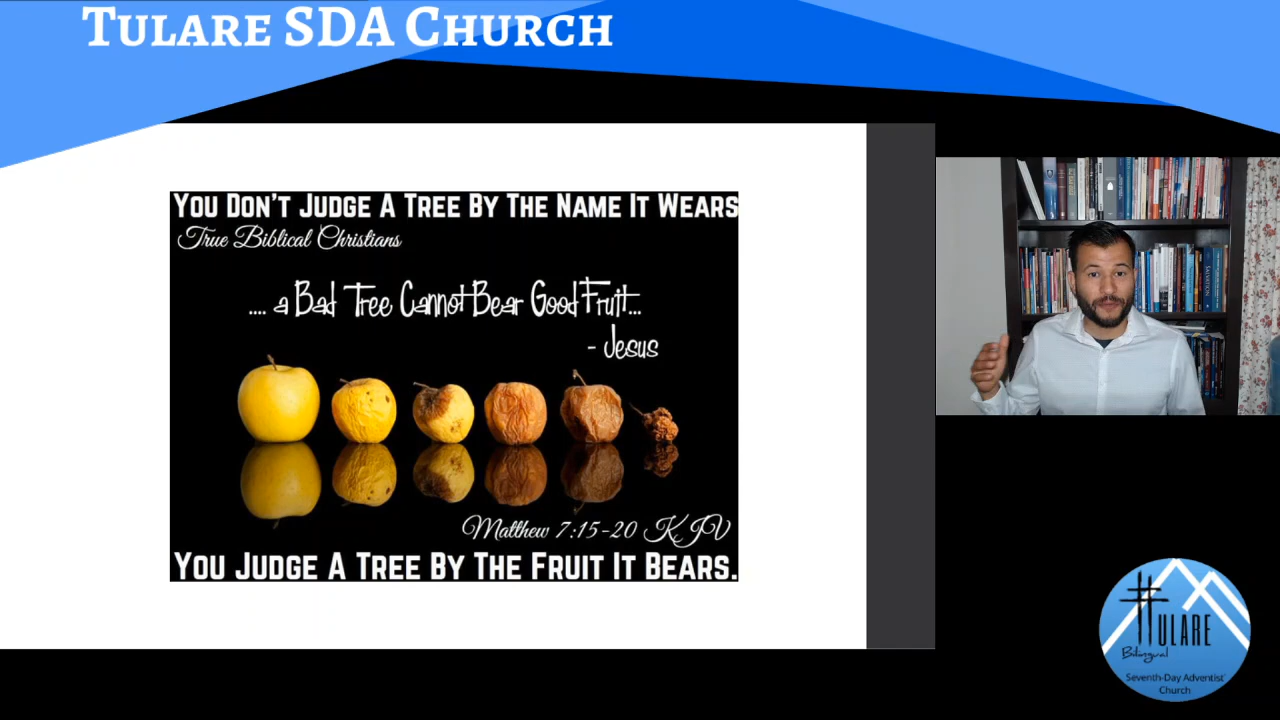 TULARE SDA CHURCH
YOU DON'T JUDGE A TREE BY THE NAME IT WEARS
True Biblical Christians
.... a Bad Tree Cannot Bear Good Fruit...
- Jesus
Matthew 7:15-20 KJV
YOU JUDGE A TREE BY THE FRUIT IT BEARS.
SALVATION
TULARE
Bilingual
Seventh-Day Adventist
Church